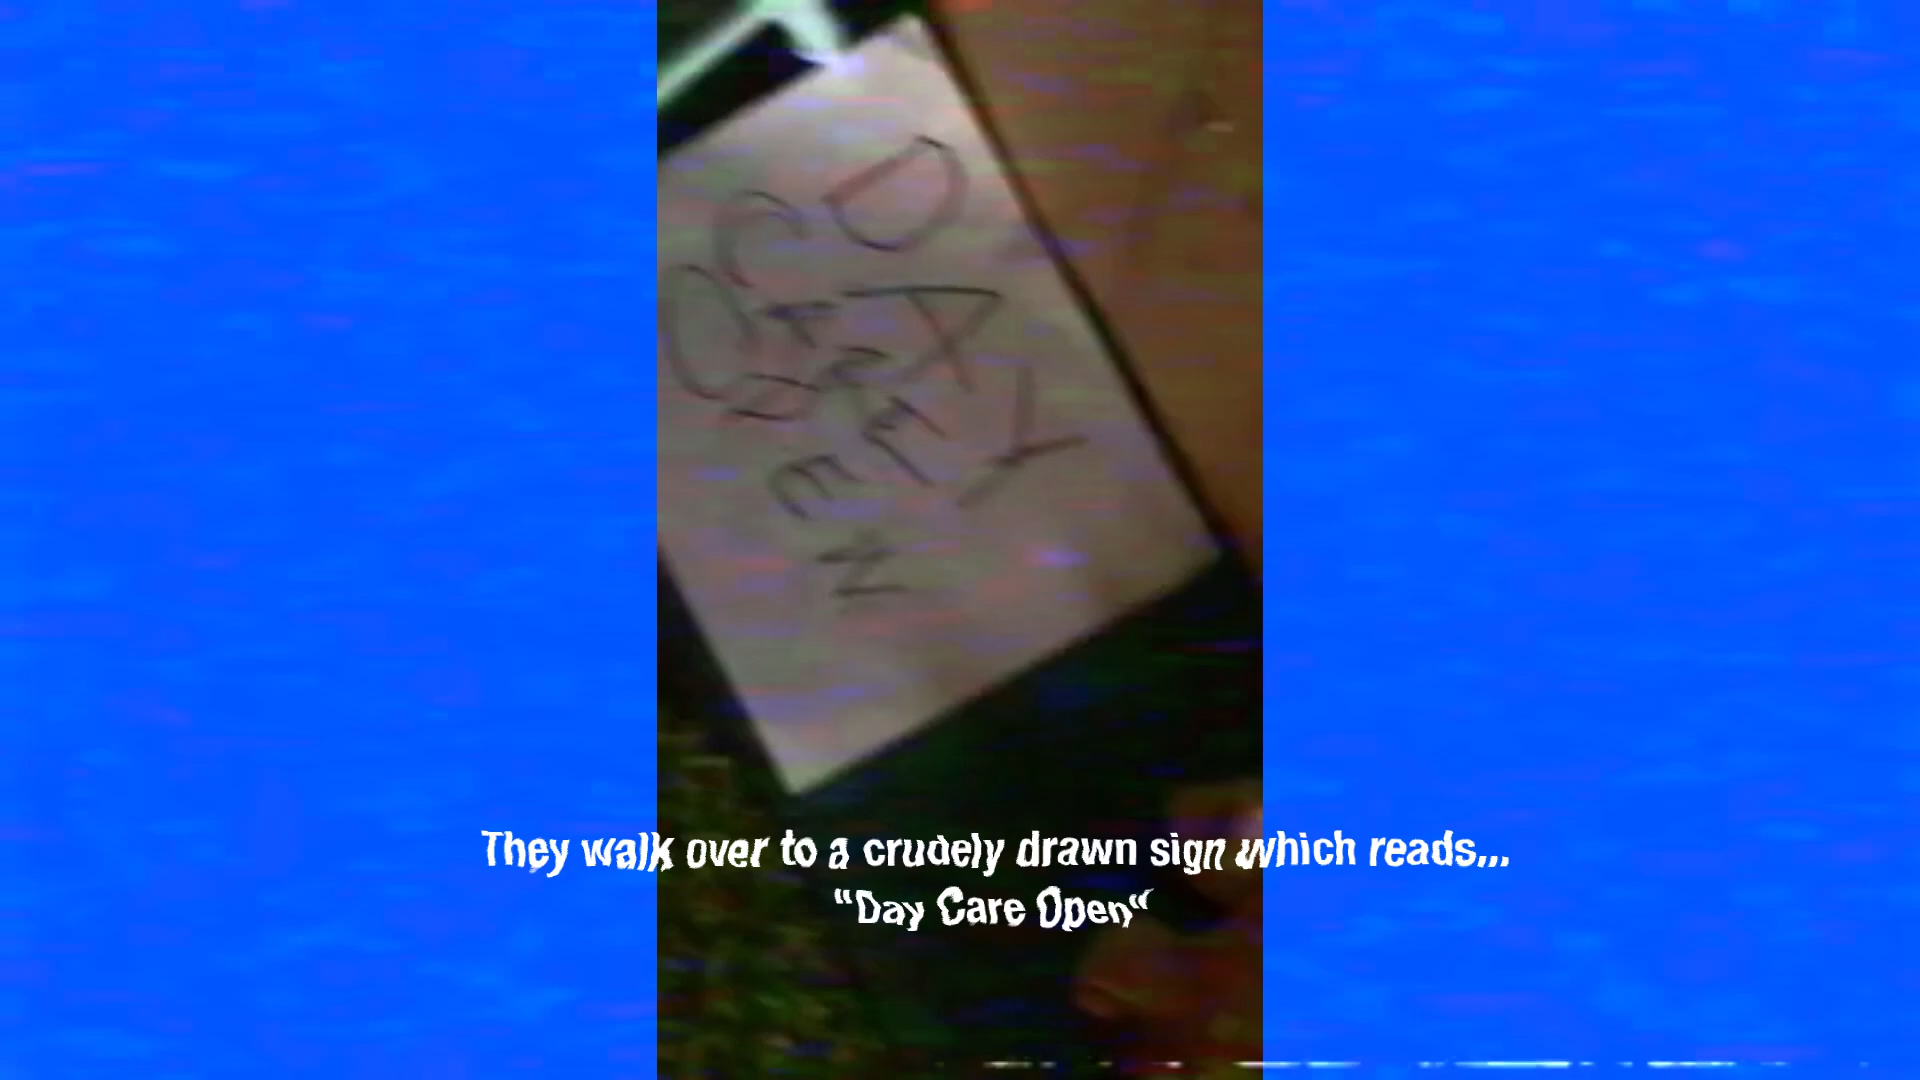 DAY
CARE
OPEN
They walk over to a crudely drawn sign which reads...
“Day Care Open“